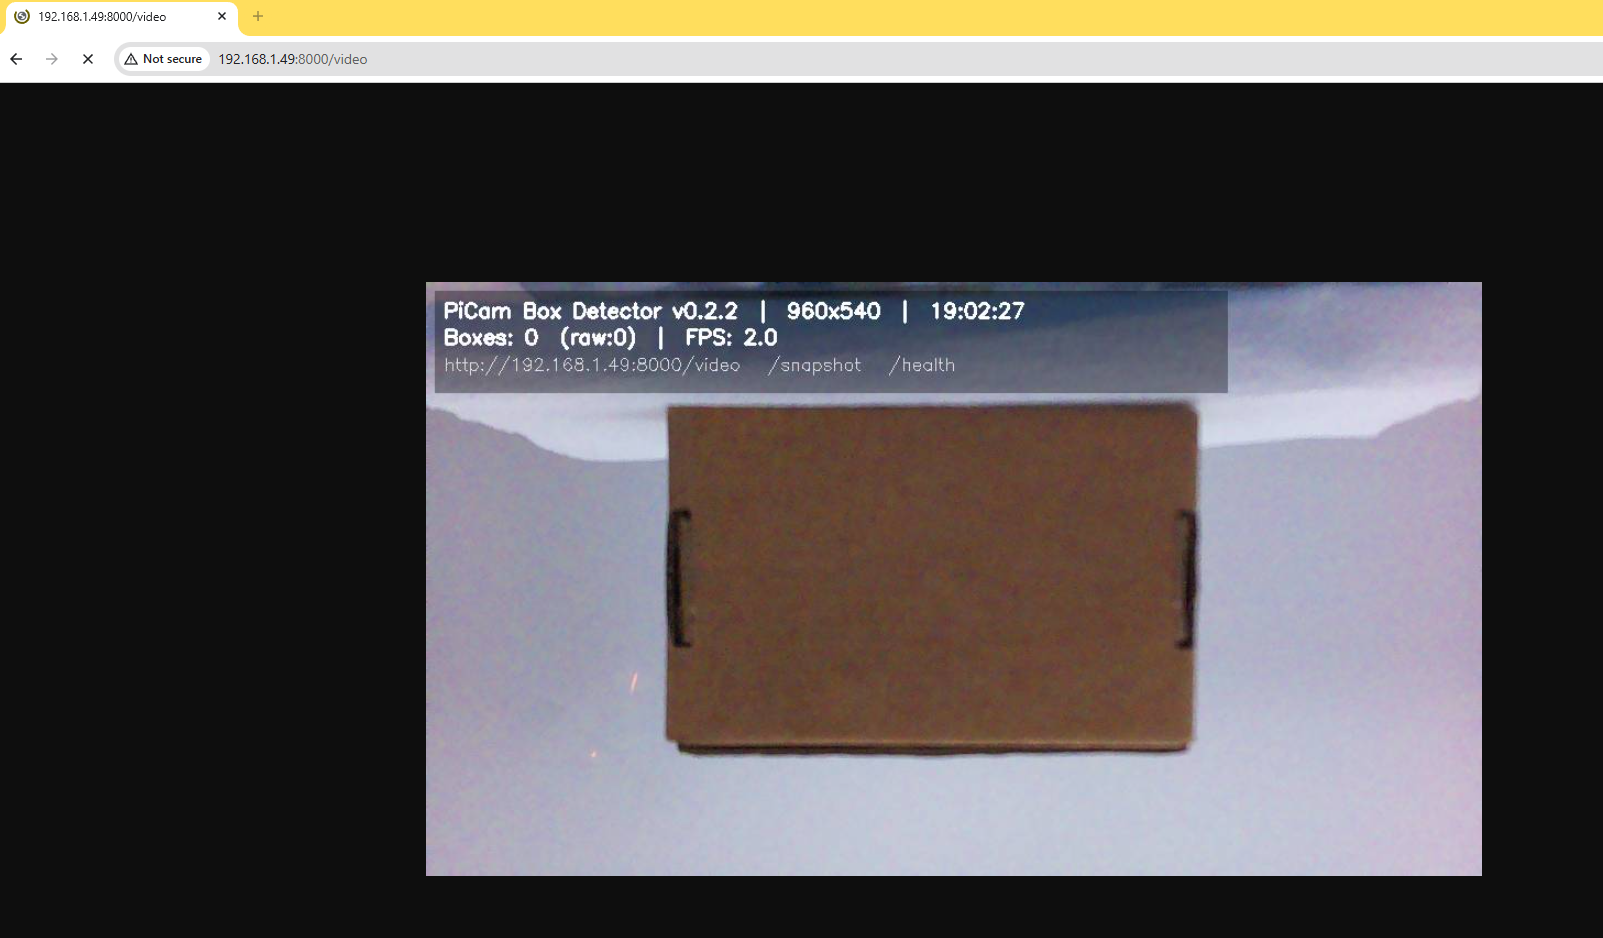 192.168.1.49:8000/video
Not secure 192.168.1.49:8000/video
PiCam Box Detector v0.2.2 | 960x540 | 19:02:27
Boxes: 0 (raw:0) | FPS: 2.0
http://192.168.1.49:8000/video /snapshot /health